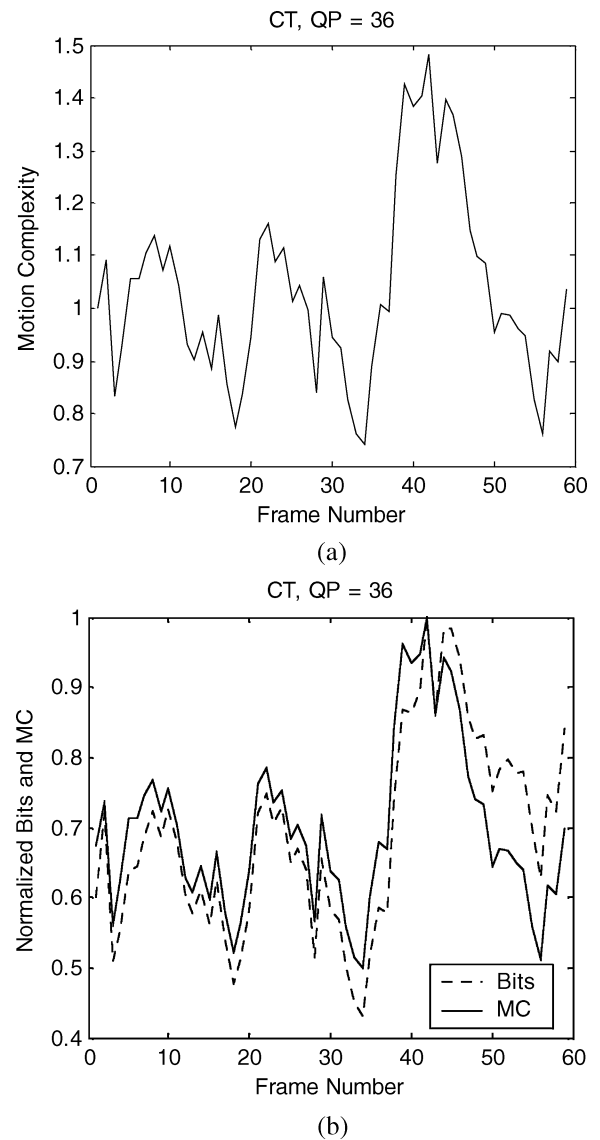 CT, QP = 36
1.5
1.4
1.3
1.2
1.1
1
0.9
0.8
0.7
Motion Complexity
0 10 20 30 40 50 60
Frame Number
(a)
CT, QP = 36
1
0.9
0.8
0.7
0.6
0.5
0.4
Normalized Bits and MC
Bits
MC
0 10 20 30 40 50 60
Frame Number
(b)